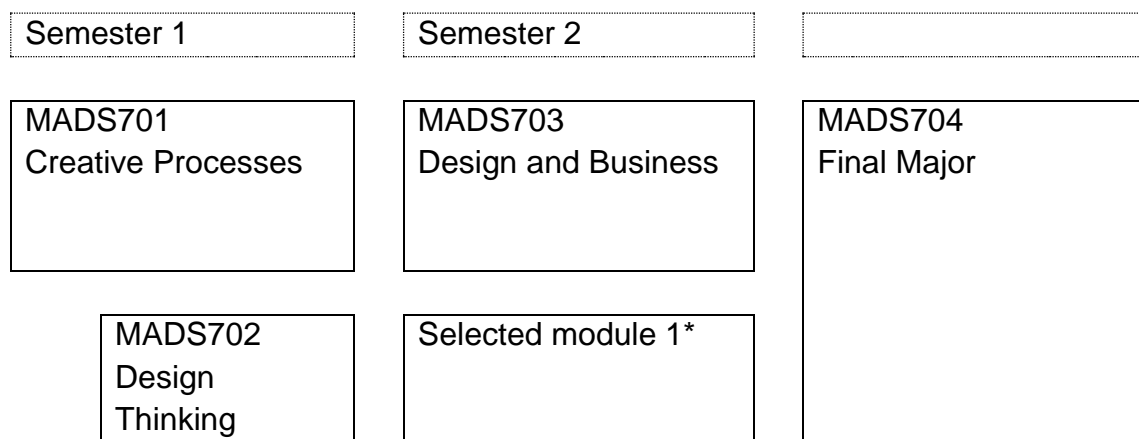 Semester 1
Semester 2
MADS701
Creative Processes
MADS703
Design and Business
MADS704
Final Major
MADS702
Design
Thinking
Selected module 1*